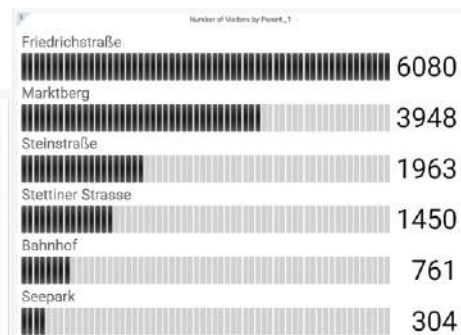 Number of Visitors by Parent_1
Friedrichstraße
6080
Marktberg
3948
Steinstraße
1963
Stettiner Strasse
1450
Bahnhof
761
Seepark
304